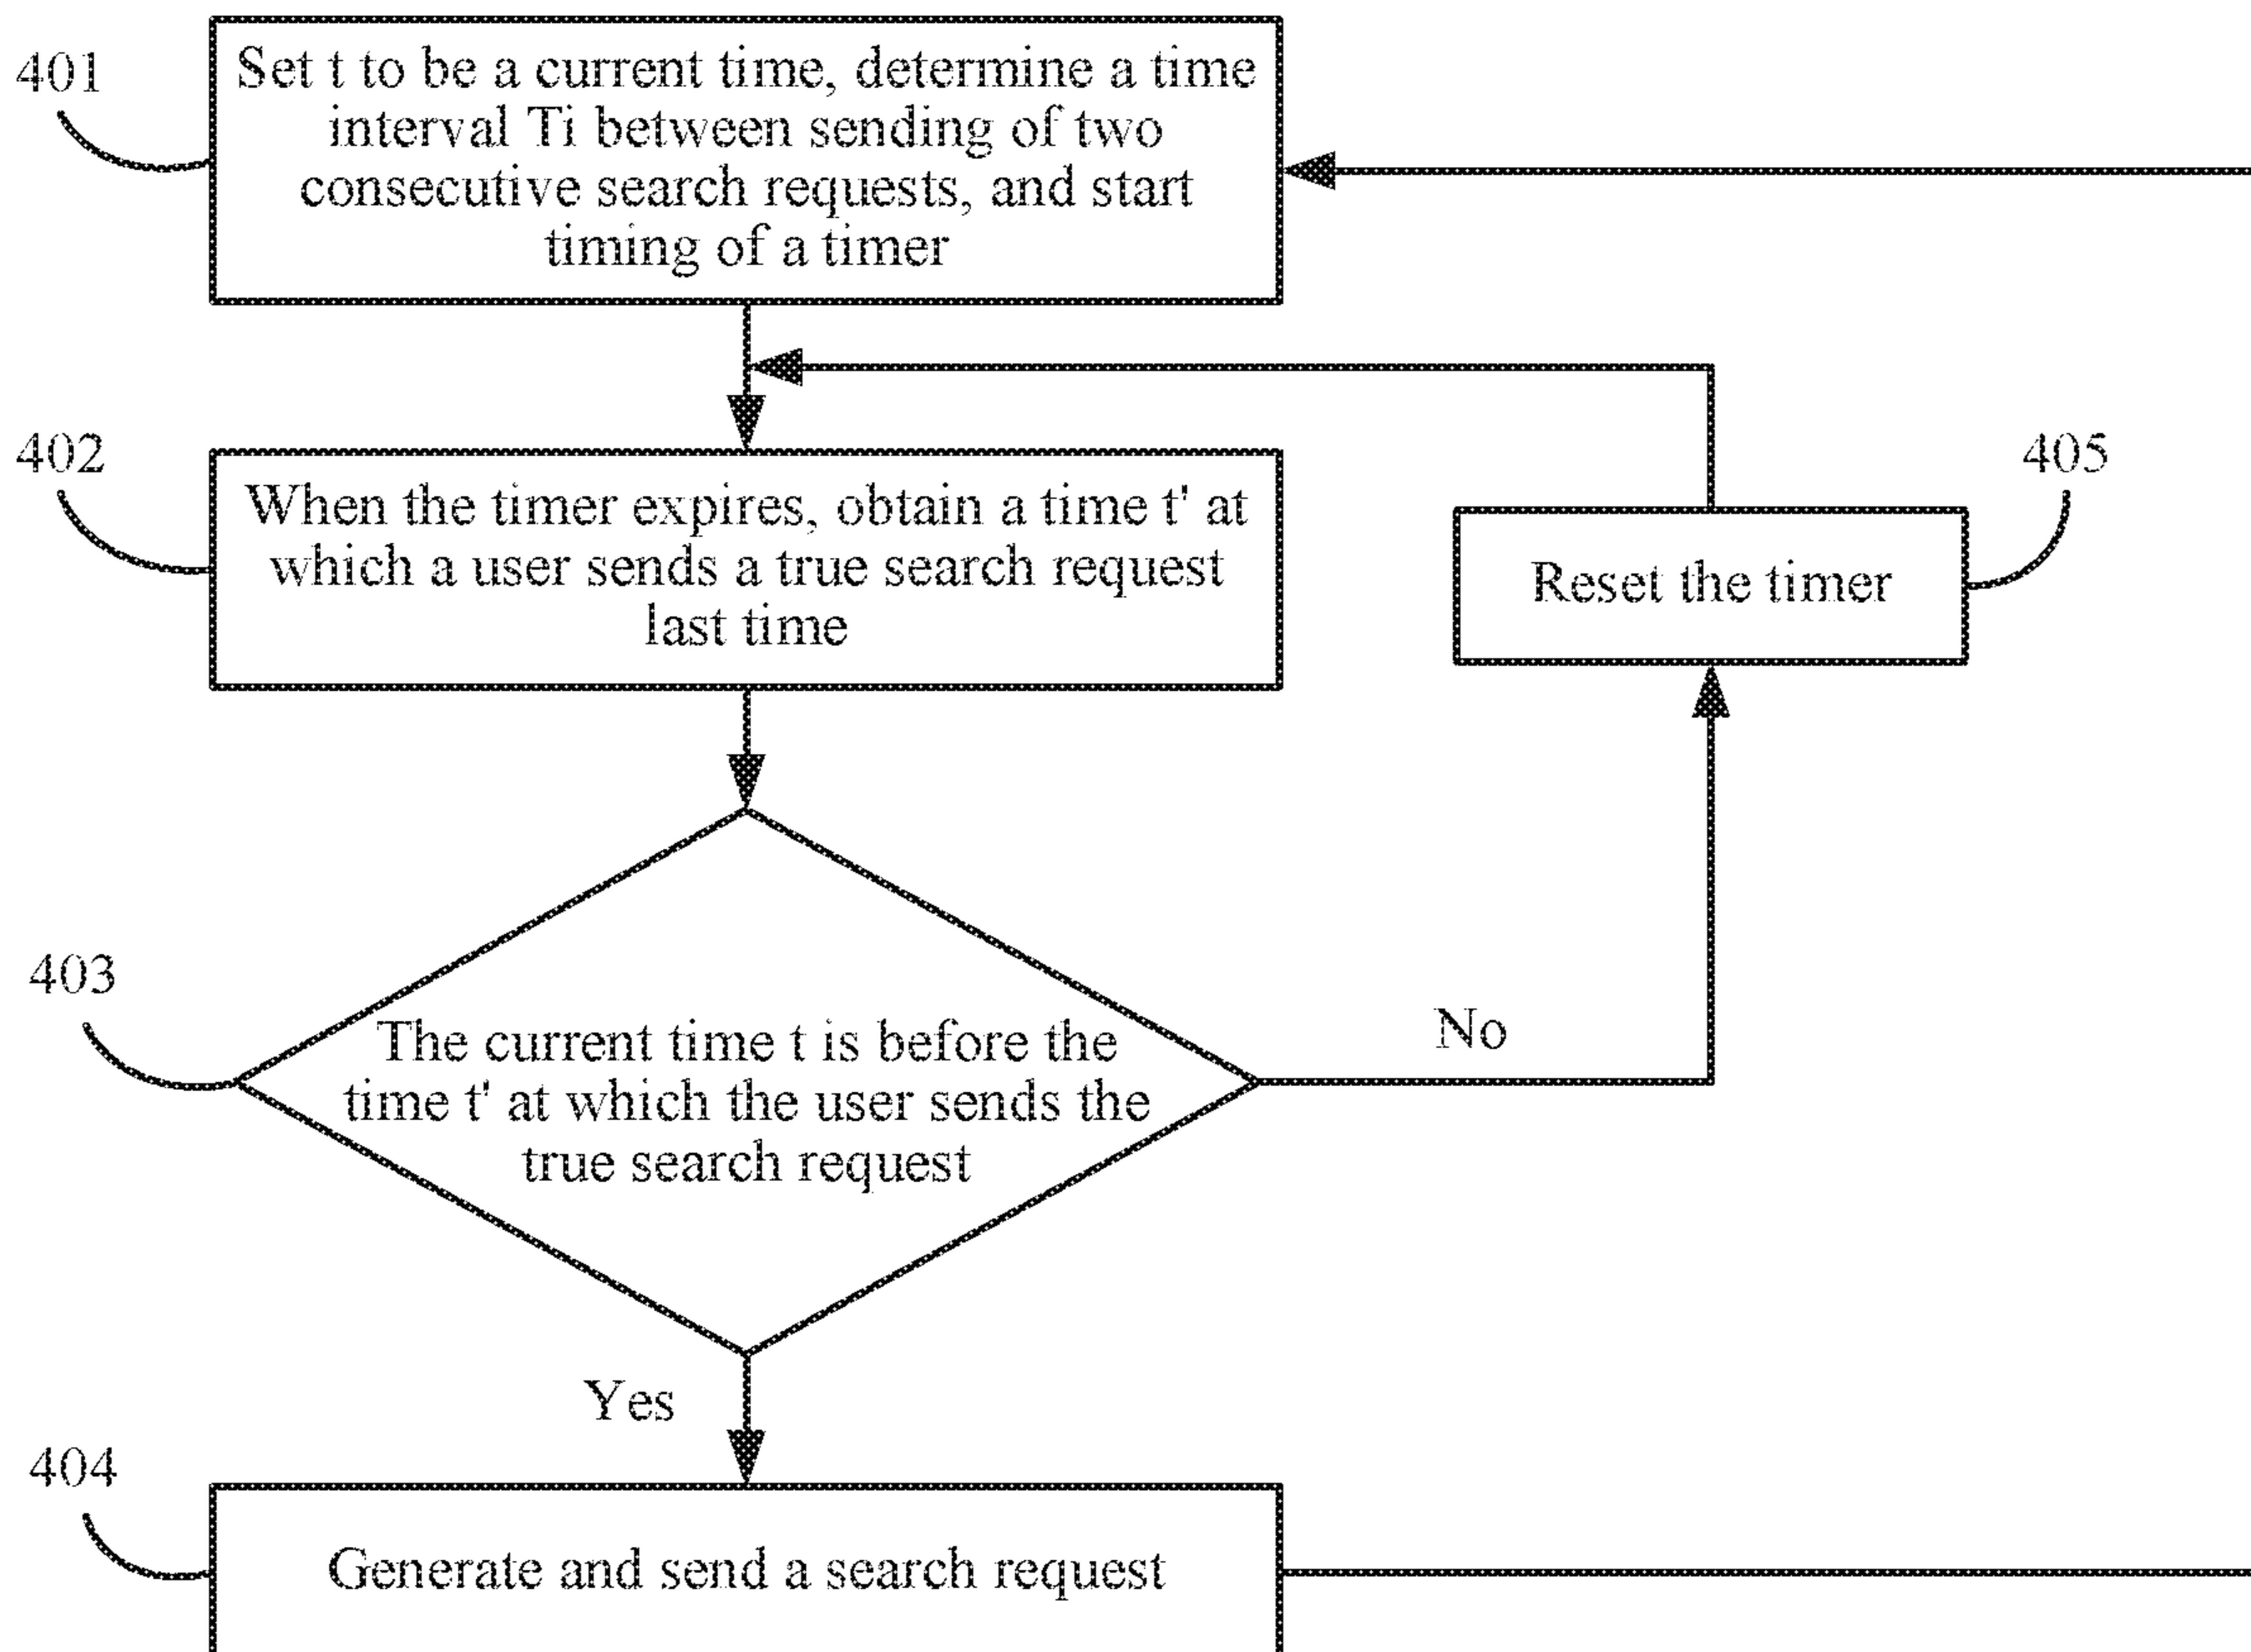 401
Set t to be a current time, determine a time
interval Ti between sending of two
consecutive search requests, and start
timing of a timer
402
When the timer expires, obtain a time t' at
which a user sends a true search request
last time
405
Reset the timer
403
The current time t is before the
time t' at which the user sends the
true search request
No
Yes
404
Generate and send a search request